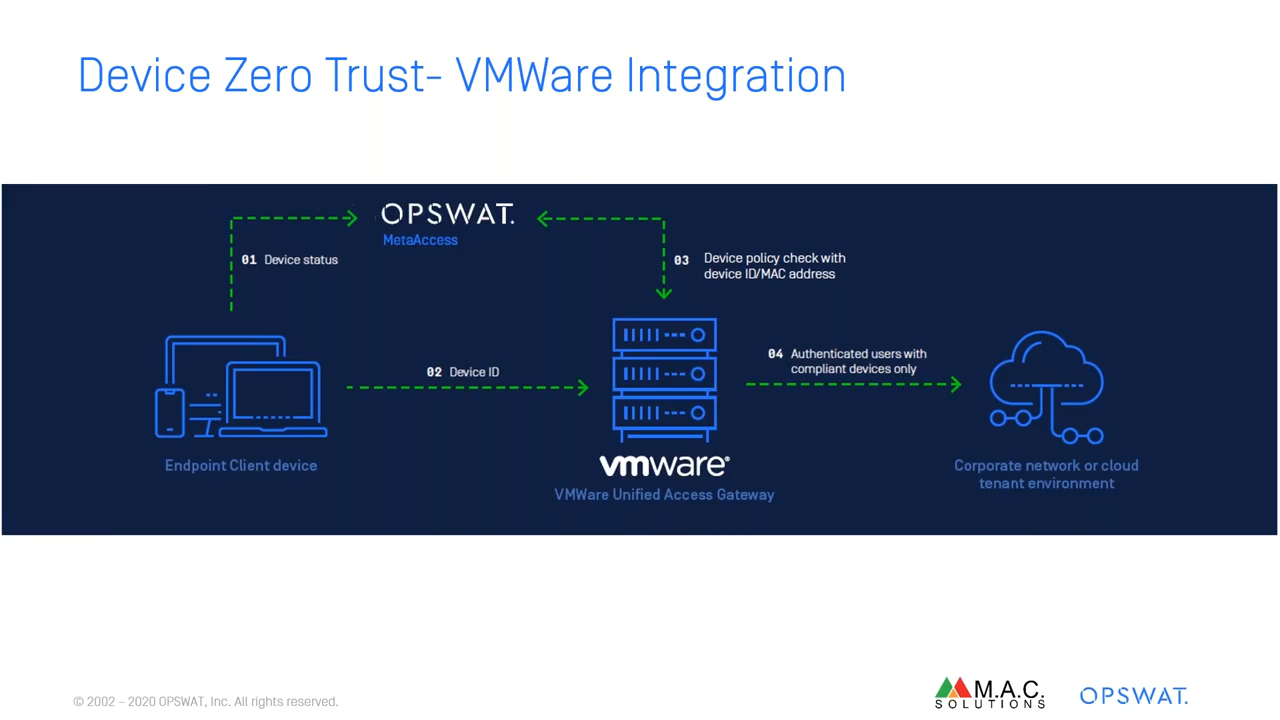 Device Zero Trust- VMWare Integration
OPSWAT.
MetaAccess
01 Device status
03 Device policy check with
device ID/MAC address
02 Device ID
04 Authenticated users with
compliant devices only
Endpoint Client device
vmware®
VMWare Unified Access Gateway
Corporate network or cloud
tenant environment
© 2002 – 2020 OPSWAT, Inc. All rights reserved.
M.A.C.
SOLUTIONS
OPSWAT.